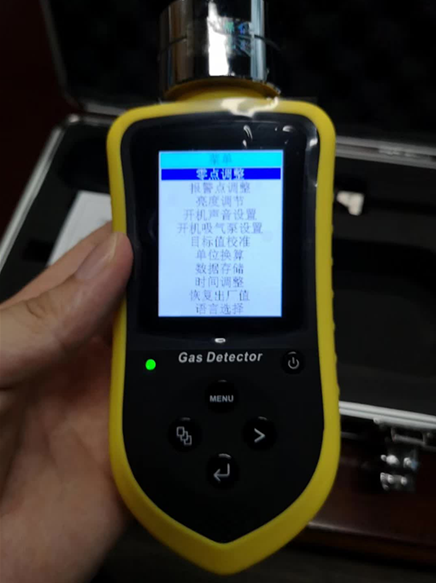 菜单
零点调整
报警点调整
亮度调节
开机声音设置
开机吸气泵设置
目标值校准
单位换算
数据存储
时间调整
恢复出厂值
语言选择
Gas Detector
MENU